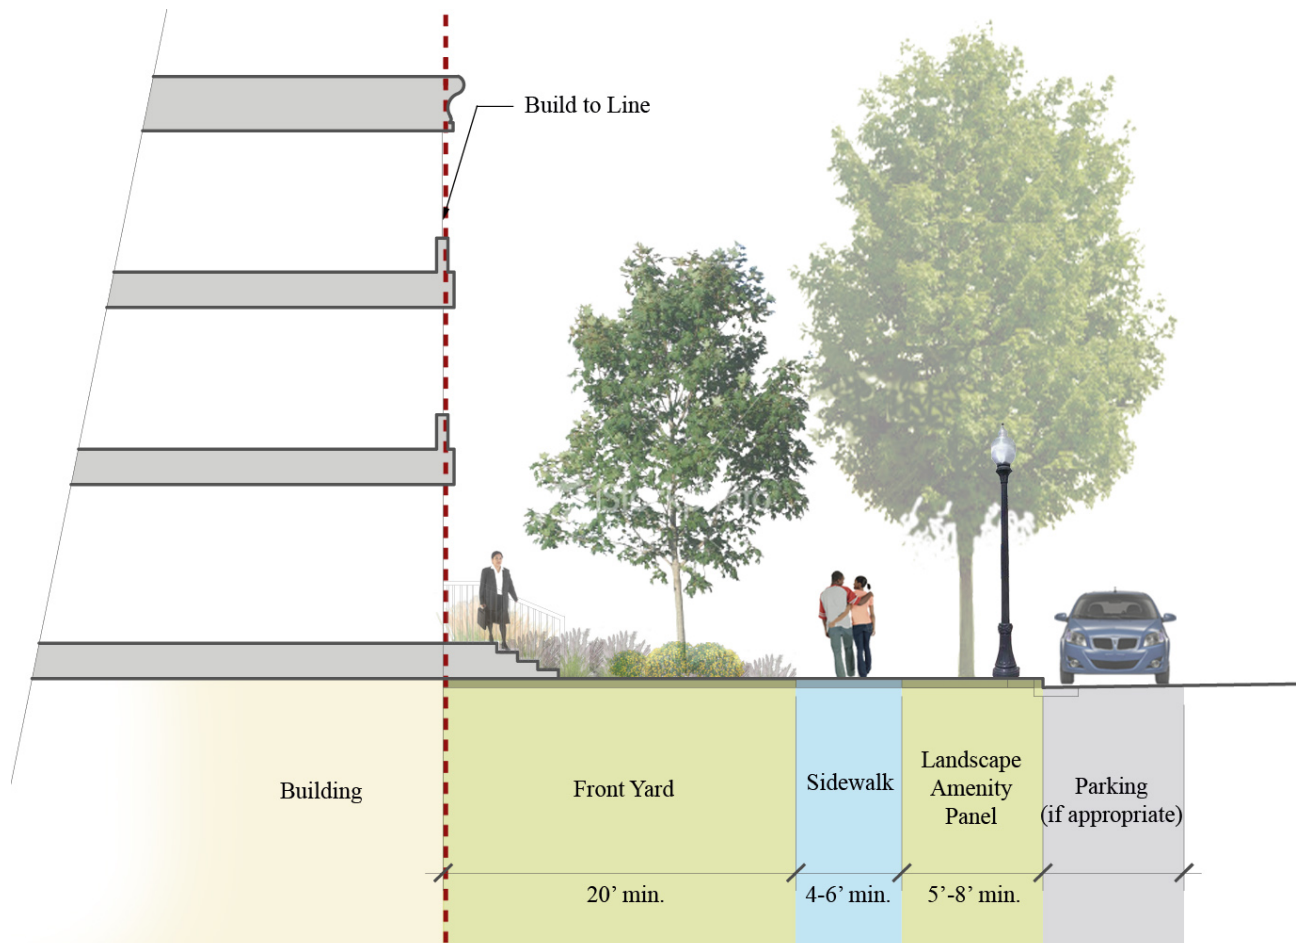 Build to Line
Building
Front Yard
Sidewalk
Landscape
Amenity
Panel
Parking
(if appropriate)
20’ min.
4-6’ min.
5’-8’ min.